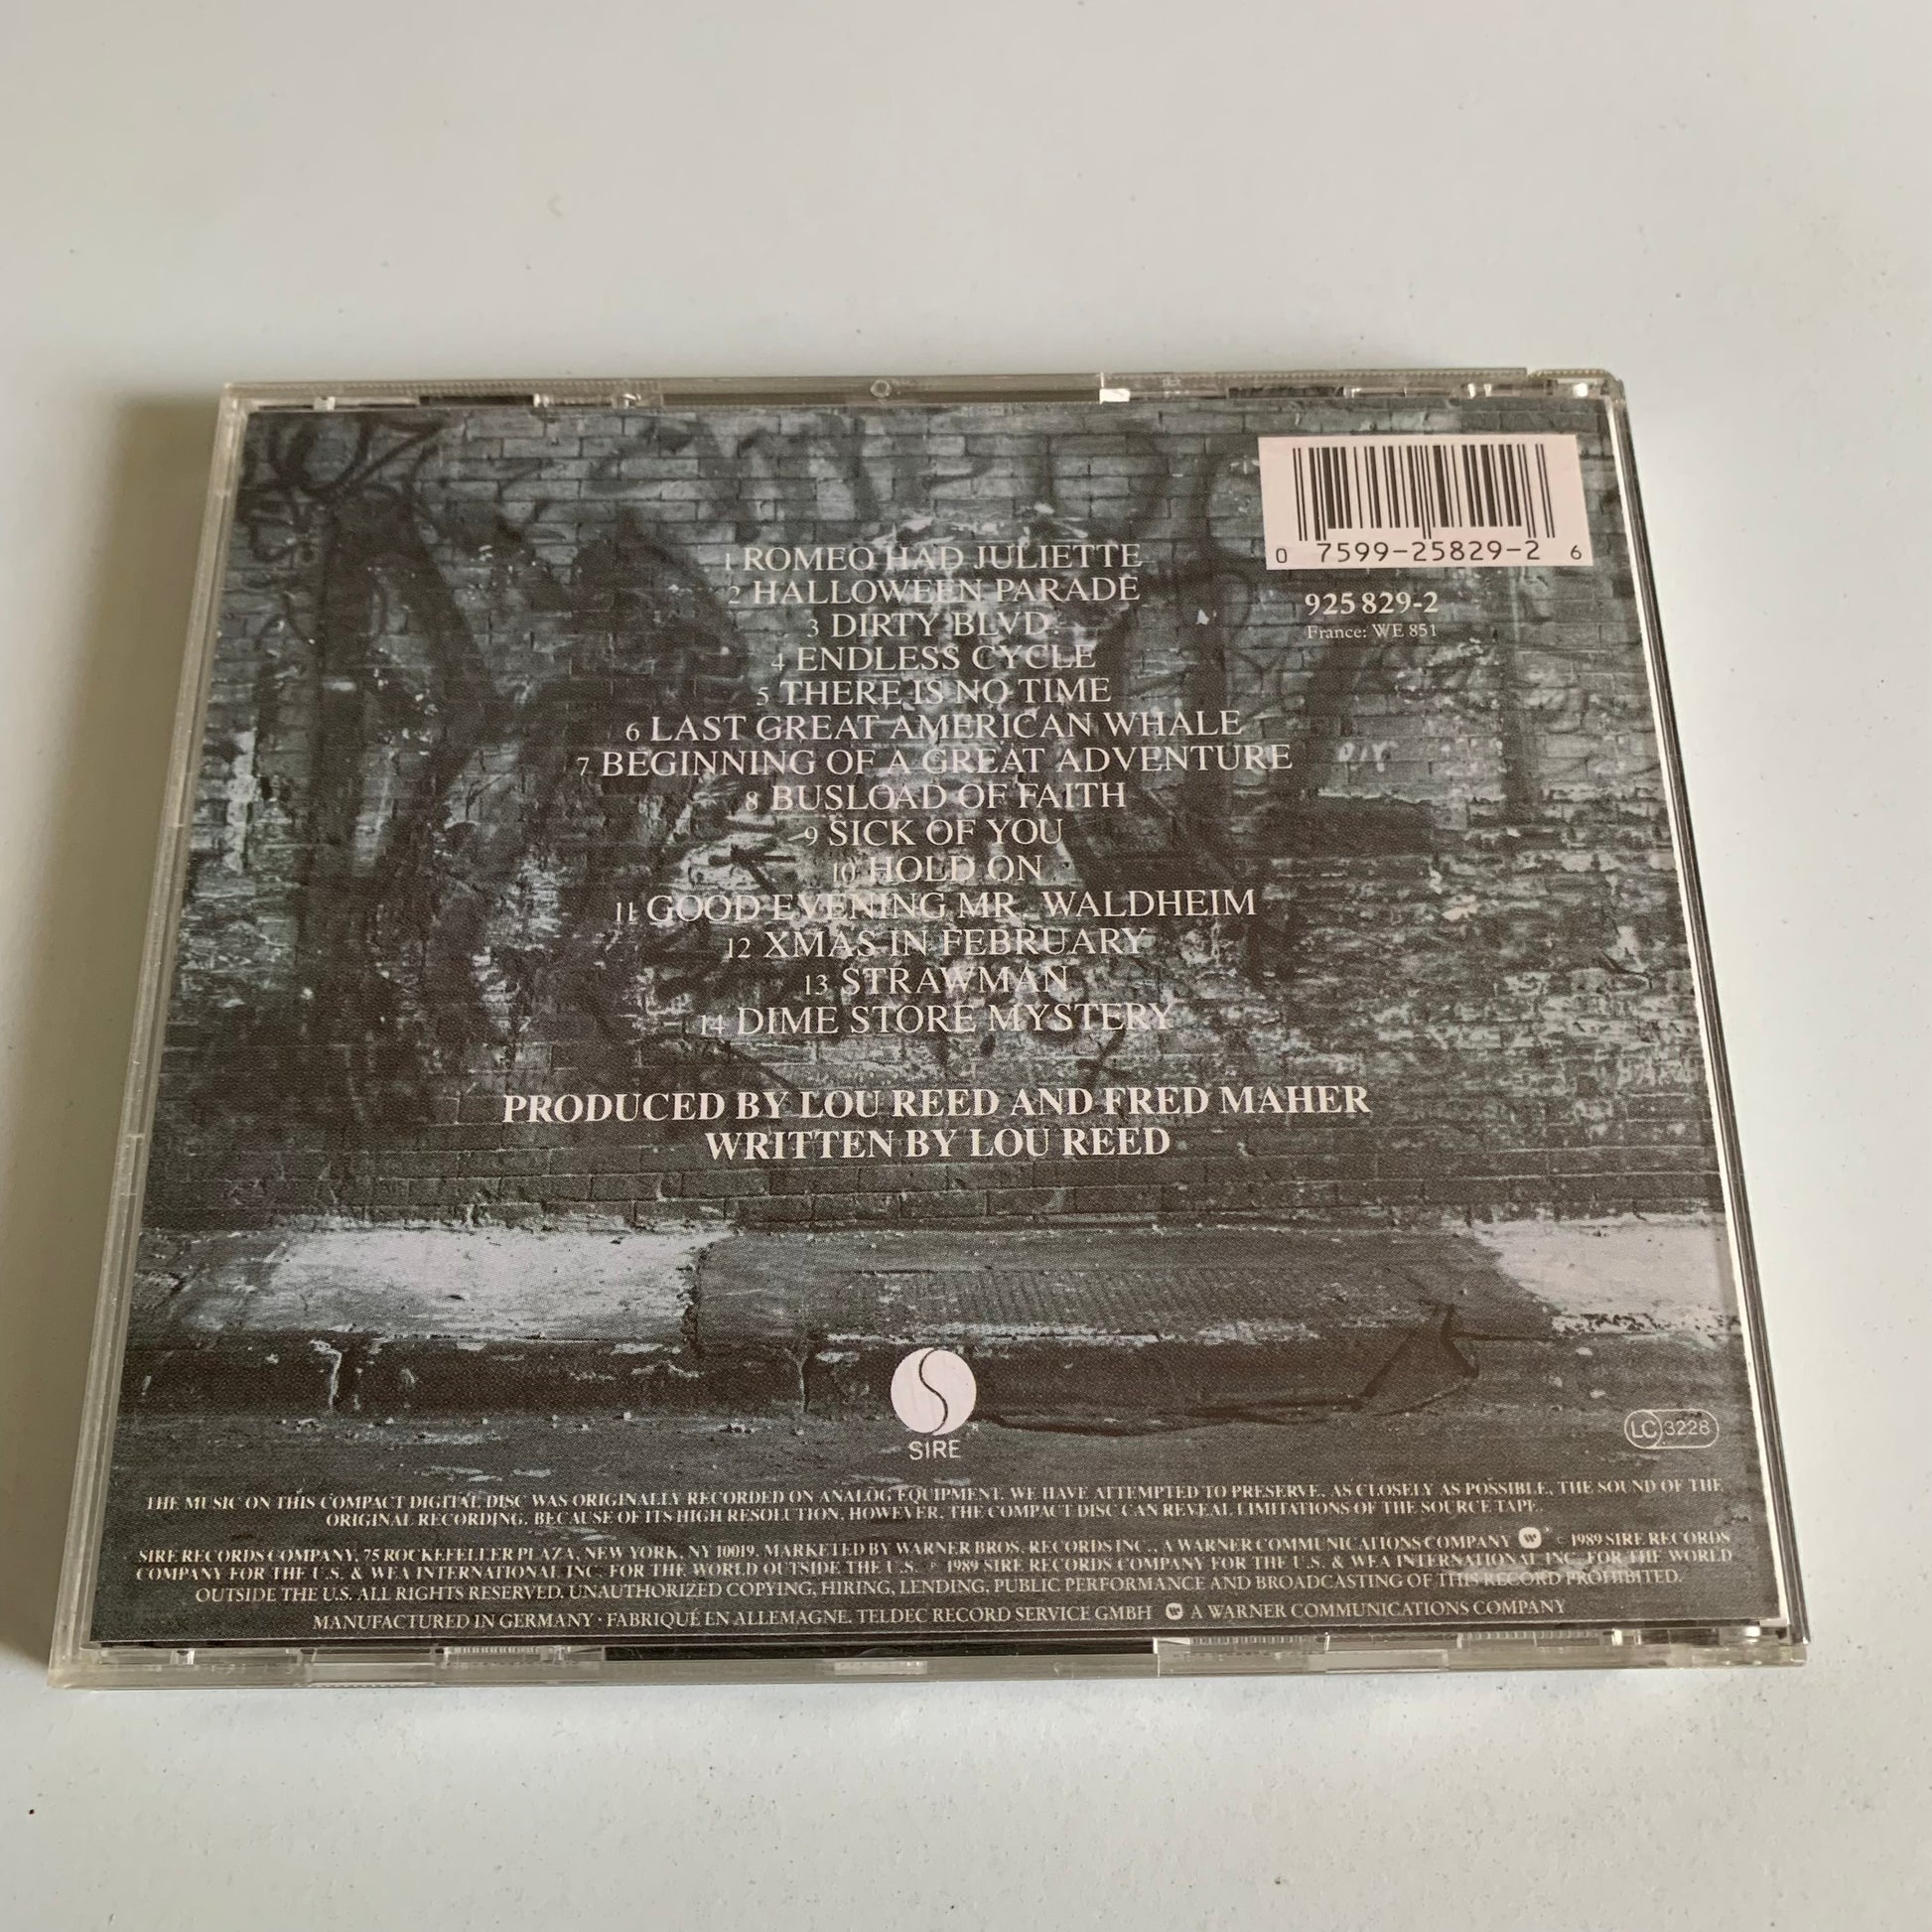 0 7599-25829-2 6
925 829-2
France: WE 851
1 ROMEO HAD JULIETTE
2 HALLOWEEN PARADE
3 DIRTY BLVD.
4 ENDLESS CYCLE
5 THERE IS NO TIME
6 LAST GREAT AMERICAN WHALE
7 BEGINNING OF A GREAT ADVENTURE
8 BUSLOAD OF FAITH
9 SICK OF YOU
10 HOLD ON
11 GOOD EVENING MR. WALDHEIM
12 XMAS IN FEBRUARY
13 STRAWMAN
14 DIME STORE MYSTERY
PRODUCED BY LOU REED AND FRED MAHER
WRITTEN BY LOU REED
SIRE
LC 3228
THE MUSIC ON THIS COMPACT DIGITAL DISC WAS ORIGINALLY RECORDED ON ANALOG EQUIPMENT. WE HAVE ATTEMPTED TO PRESERVE, AS CLOSELY AS POSSIBLE, THE SOUND OF THE
ORIGINAL RECORDING. BECAUSE OF ITS HIGH RESOLUTION, HOWEVER, THE COMPACT DISC CAN REVEAL LIMITATIONS OF THE SOURCE TAPE.
SIRE RECORDS COMPANY, 75 ROCKEFELLER PLAZA, NEW YORK, NY 10019. MARKETED BY WARNER BROS. RECORDS INC., A WARNER COMMUNICATIONS COMPANY © 1989 SIRE RECORDS
COMPANY FOR THE U.S. & WEA INTERNATIONAL INC. FOR THE WORLD OUTSIDE THE U.S. ℗ 1989 SIRE RECORDS COMPANY FOR THE U.S. & WEA INTERNATIONAL INC. FOR THE WORLD
OUTSIDE THE U.S. ALL RIGHTS RESERVED. UNAUTHORIZED COPYING, HIRING, LENDING, PUBLIC PERFORMANCE AND BROADCASTING OF THIS RECORD PROHIBITED.
MANUFACTURED IN GERMANY · FABRIQUÉ EN ALLEMAGNE. TELDEC RECORD SERVICE GMBH A WARNER COMMUNICATIONS COMPANY